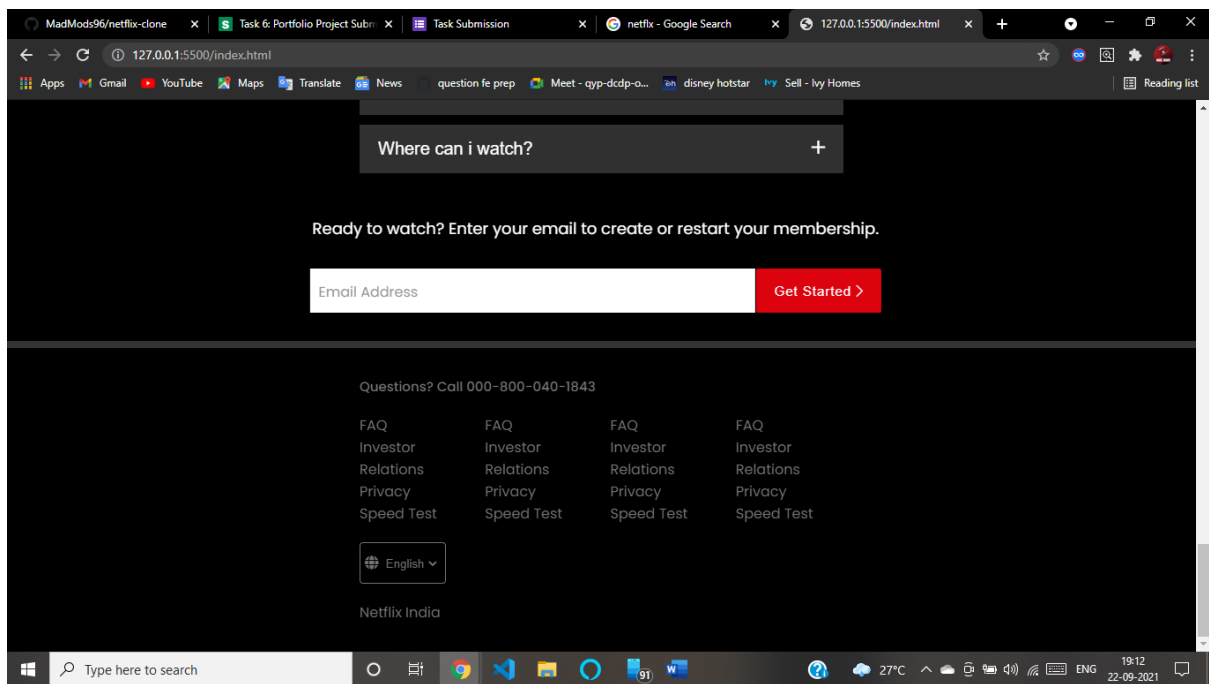 MadMods96/netflix-clone
Task 6: Portfolio Project Subm
Task Submission
netflx - Google Search
127.0.0.1:5500/index.html
127.0.0.1:5500/index.html
Apps Gmail YouTube Maps Translate News question fe prep Meet - qyp-dcdp-o... disney hotstar Ivy Sell - Ivy Homes Reading list
Where can i watch? +
Ready to watch? Enter your email to create or restart your membership.
Email Address Get Started >
Questions? Call 000-800-040-1843
FAQ FAQ FAQ FAQ
Investor Investor Investor Investor
Relations Relations Relations Relations
Privacy Privacy Privacy Privacy
Speed Test Speed Test Speed Test Speed Test
English
Netflix India
Type here to search 91 27°C ENG 19:12
22-09-2021